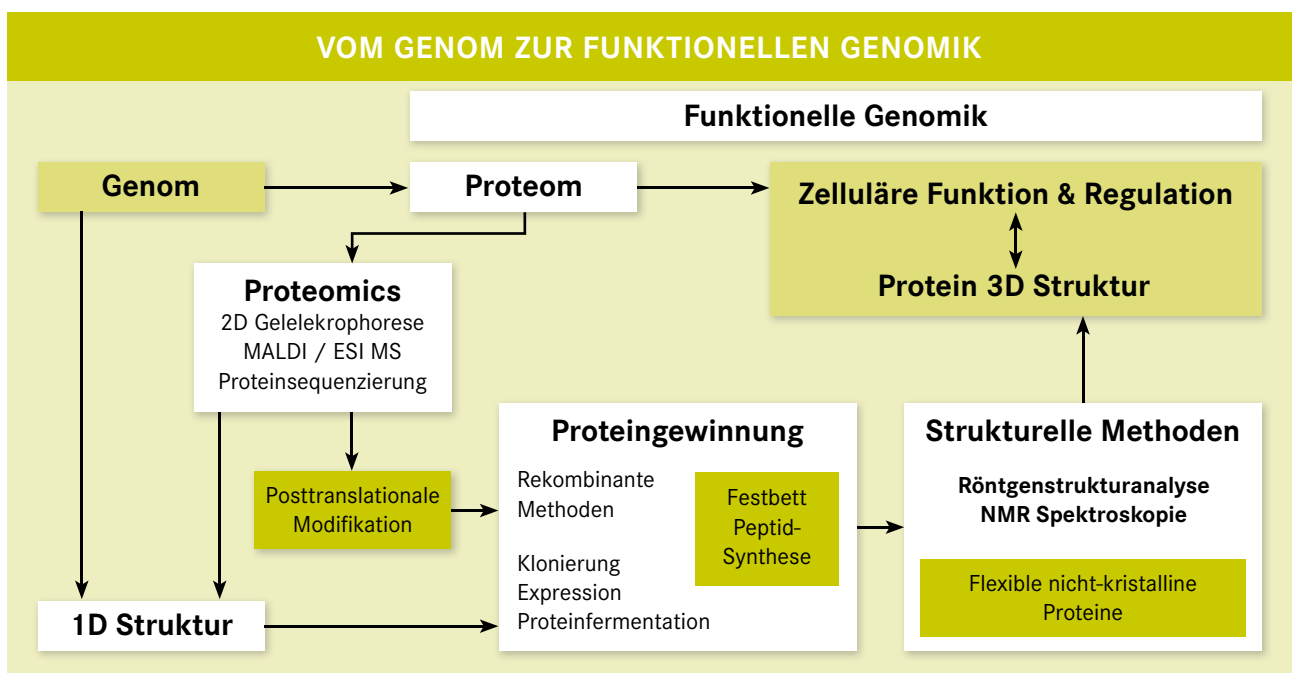 VOM GENOM ZUR FUNKTIONELLEN GENOMIK
Funktionelle Genomik
Genom
Proteom
Zelluläre Funktion & Regulation
Protein 3D Struktur
Proteomics
2D Gelelekrophorese
MALDI / ESI MS
Proteinsequenzierung
Posttranslationale
Modifikation
1D Struktur
Proteingewinnung
Rekombinante
Methoden
Klonierung
Expression
Proteinfermentation
Festbett
Peptid-
Synthese
Strukturelle Methoden
Röntgenstrukturanalyse
NMR Spektroskopie
Flexible nicht-kristalline
Proteine